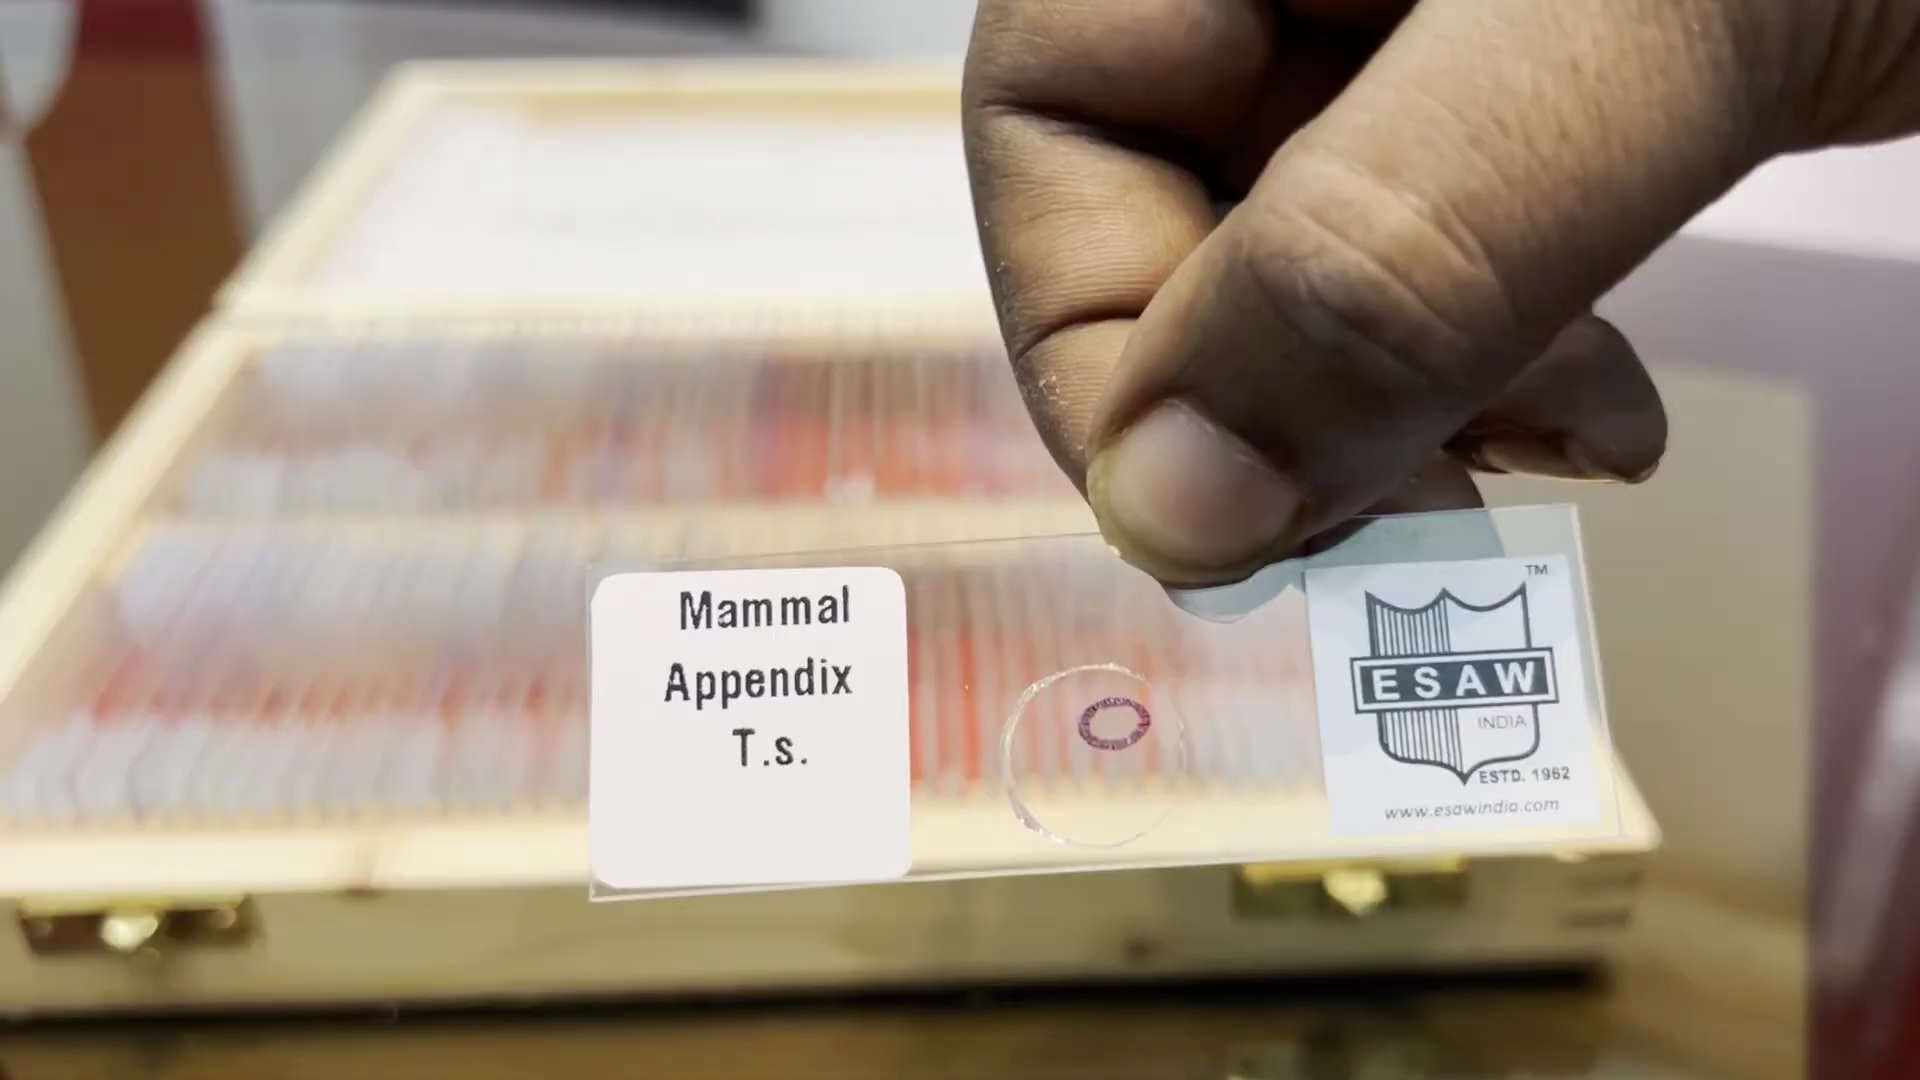 Mammal
Appendix
T.s.
TM
ESAW
INDIA
ESTD. 1962
www.esawindia.com